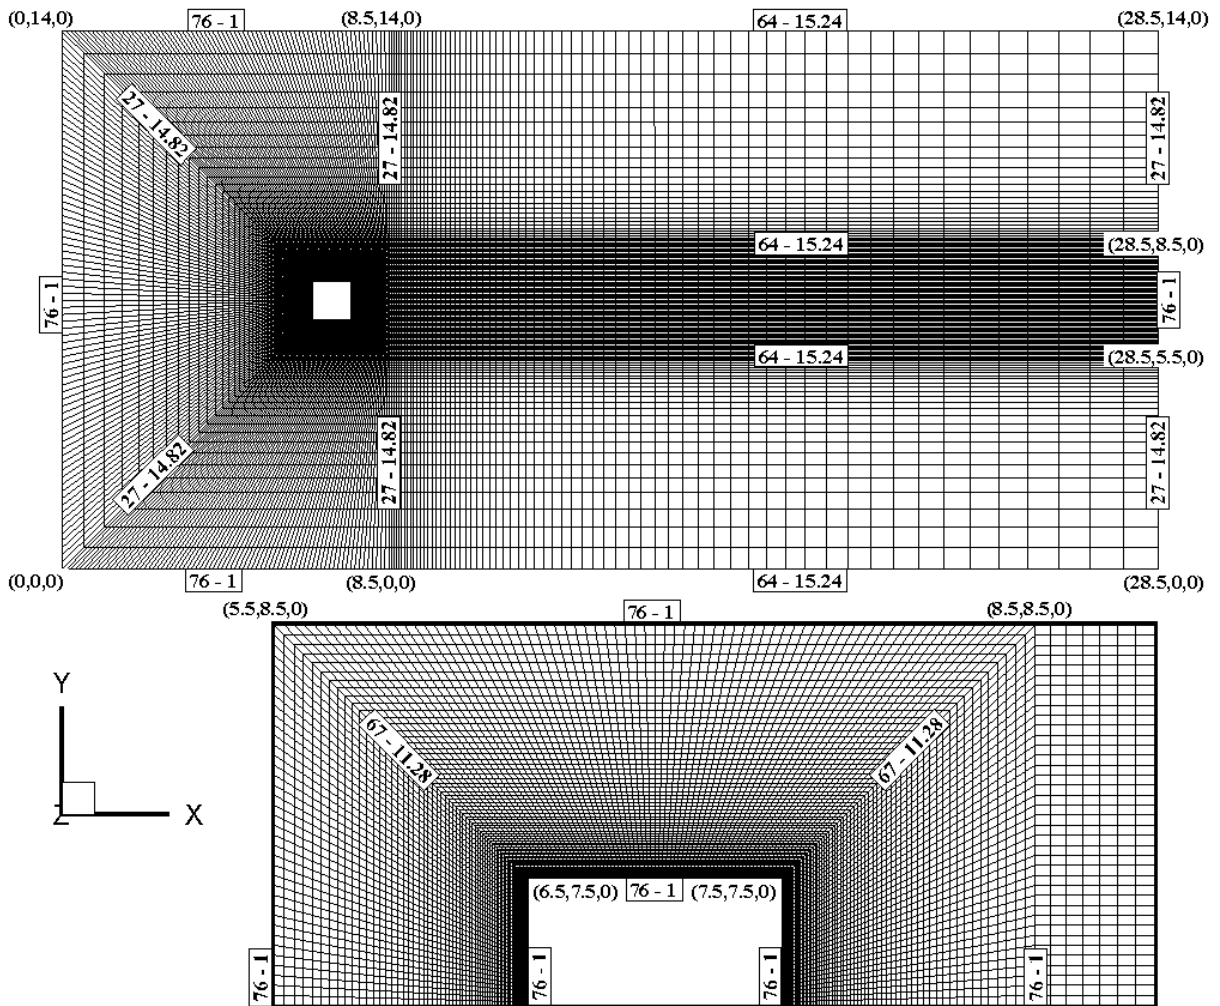 (0,14,0) 76 - 1 (8.5,14,0) 64 - 15.24 (28.5,14,0)
27 - 14.82 27 - 14.82 27 - 14.82
64 - 15.24 (28.5,8.5,0)
76 - 1 76 - 1
64 - 15.24 (28.5,5.5,0)
27 - 14.82 27 - 14.82 27 - 14.82
(0,0,0) 76 - 1 (8.5,0,0) 64 - 15.24 (28.5,0,0)
(5.5,8.5,0) 76 - 1 (8.5,8.5,0)
Y
67 - 11.28 67 - 11.28
Z X
(6.5,7.5,0) 76 - 1 (7.5,7.5,0)
76 - 1 76 - 1 76 - 1 76 - 1